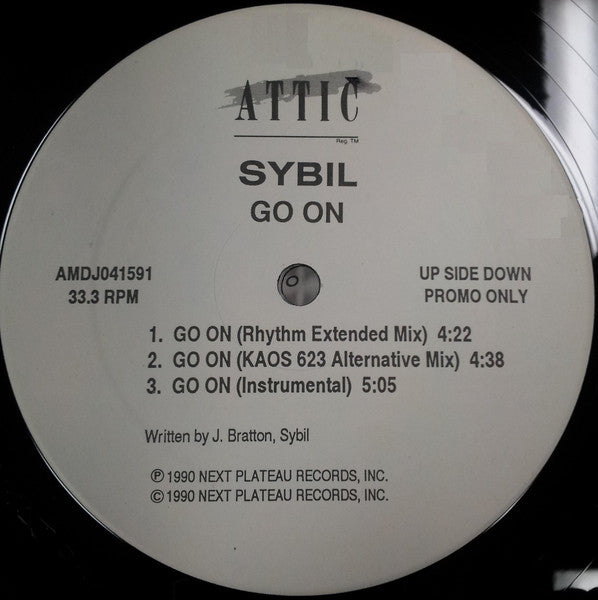 ATTIC
Reg. TM
SYBIL
GO ON
AMDJ041591
33.3 RPM
UP SIDE DOWN
PROMO ONLY
1. GO ON (Rhythm Extended Mix) 4:22
2. GO ON (KAOS 623 Alternative Mix) 4:38
3. GO ON (Instrumental) 5:05
Written by J. Bratton, Sybil
℗ 1990 NEXT PLATEAU RECORDS, INC.
© 1990 NEXT PLATEAU RECORDS, INC.